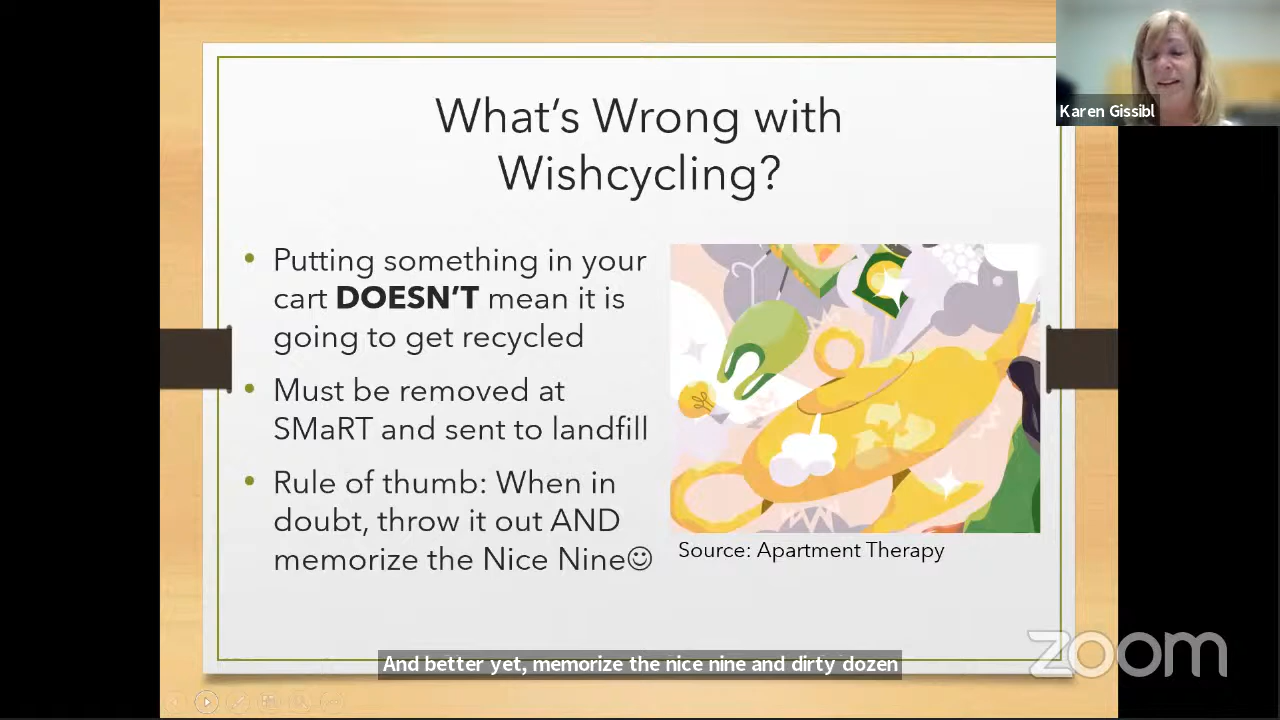 What's Wrong with
Wishcycling?
Putting something in your
cart DOESN'T mean it is
going to get recycled
Must be removed at
SMaRT and sent to landfill
Rule of thumb: When in
doubt, throw it out AND
memorize the Nice Nine☺
Source: Apartment Therapy
Karen Gissibl
And better yet, memorize the nice nine and dirty dozen
zoom